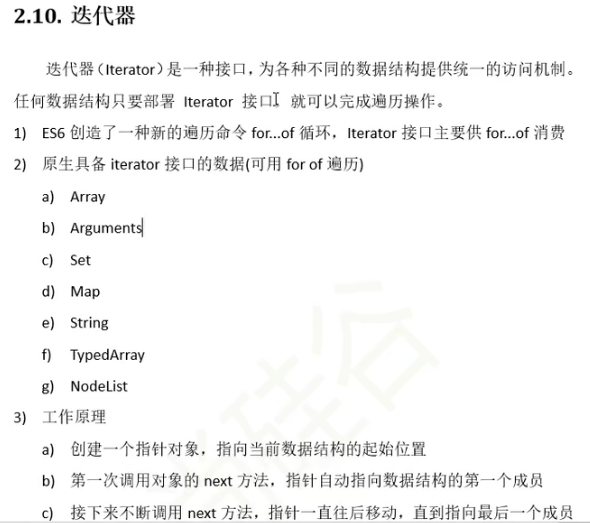 2.10. 迭代器
迭代器（Iterator）是一种接口，为各种不同的数据结构提供统一的访问机制。
任何数据结构只要部署 Iterator 接口 就可以完成遍历操作。
1) ES6 创造了一种新的遍历命令 for...of 循环，Iterator 接口主要供 for...of 消费
2) 原生具备 iterator 接口的数据(可用 for of 遍历)
a) Array
b) Arguments
c) Set
d) Map
e) String
f) TypedArray
g) NodeList
3) 工作原理
a) 创建一个指针对象，指向当前数据结构的起始位置
b) 第一次调用对象的 next 方法，指针自动指向数据结构的第一个成员
c) 接下来不断调用 next 方法，指针一直往后移动，直到指向最后一个成员